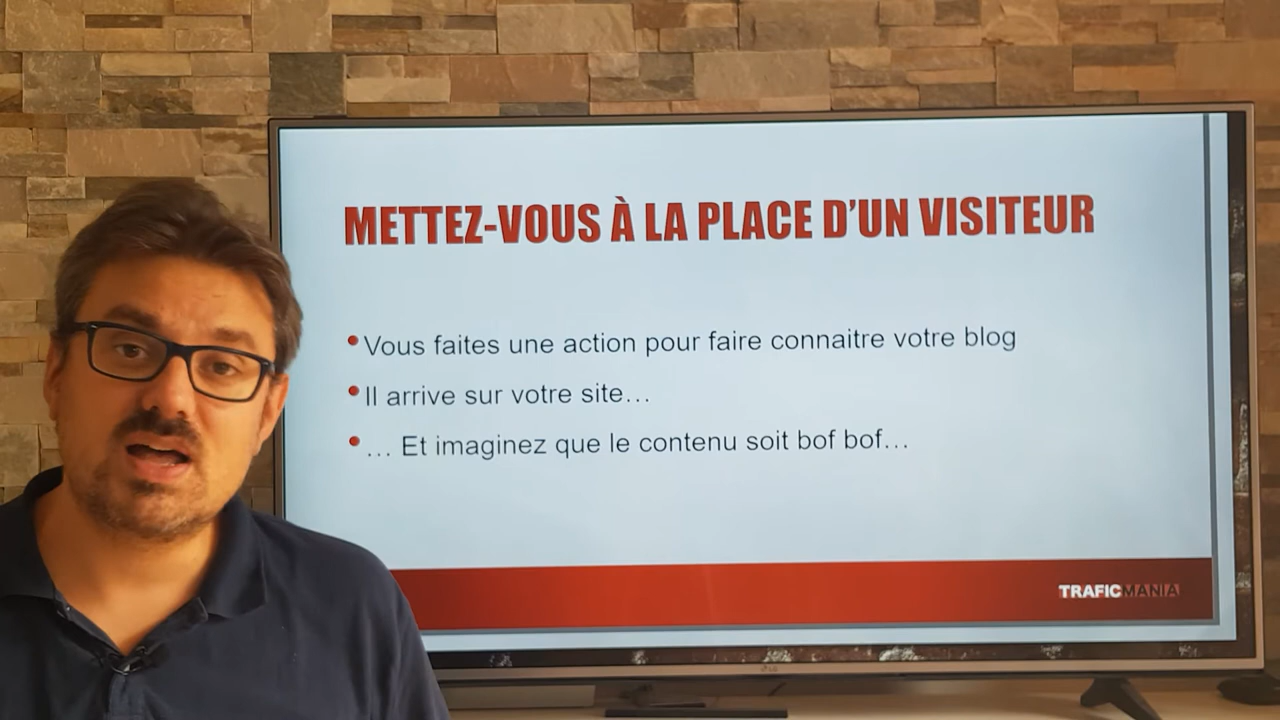 METTEZ-VOUS À LA PLACE D'UN VISITEUR
• Vous faites une action pour faire connaitre votre blog
• Il arrive sur votre site…
• … Et imaginez que le contenu soit bof bof…
TRAFICMANIA
LG